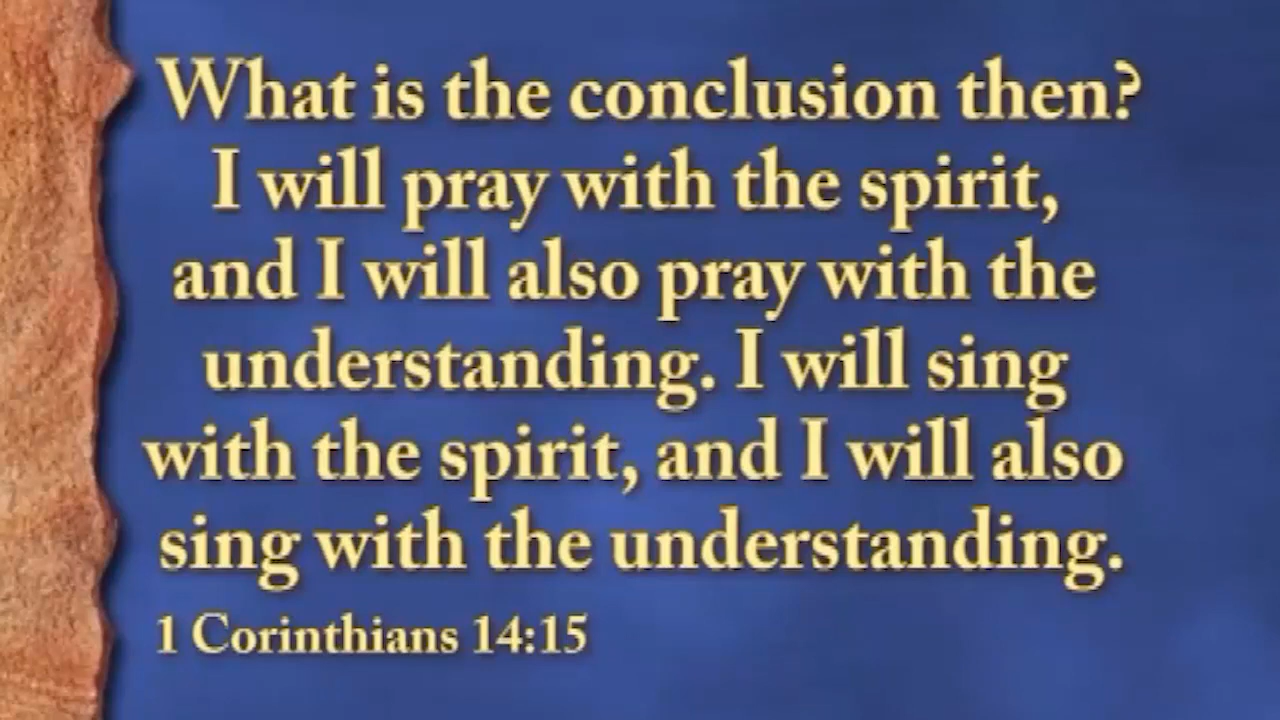 What is the conclusion then?
I will pray with the spirit,
and I will also pray with the
understanding. I will sing
with the spirit, and I will also
sing with the understanding.
1 Corinthians 14:15